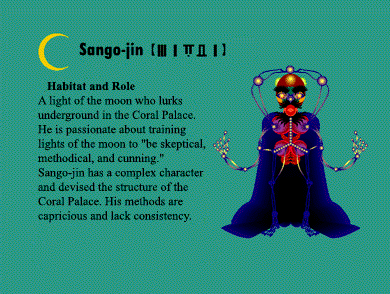 Sango-jin
Habitat and Role
A light of the moon who lurks
underground in the Coral Palace.
He is passionate about training
lights of the moon to "be skeptical,
methodical, and cunning."
Sango-jin has a complex character
and devised the structure of the
Coral Palace. His methods are
capricious and lack consistency.